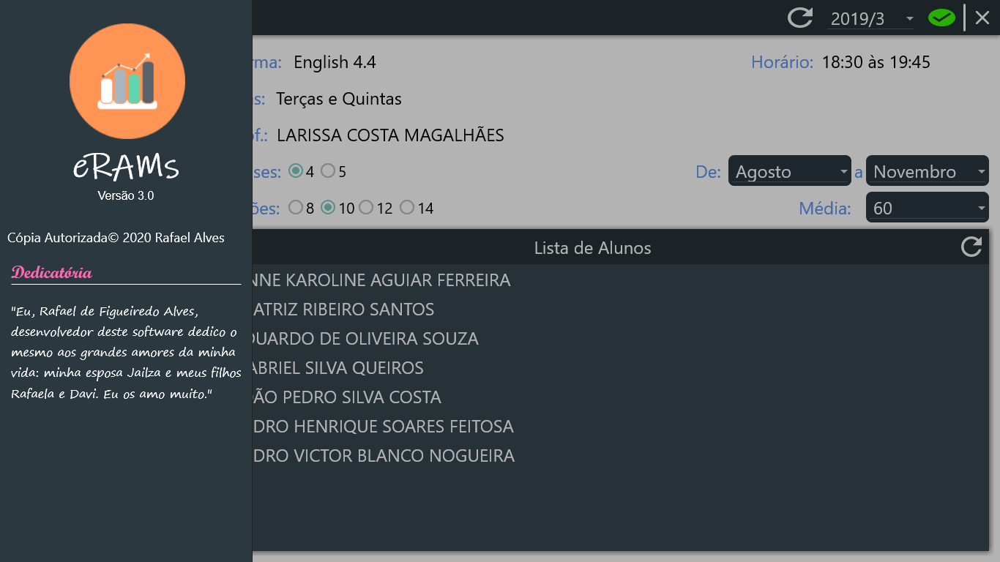 eRAMs
Versão 3.0
Cópia Autorizada© 2020 Rafael Alves
Dedicatória
"Eu, Rafael de Figueiredo Alves,
desenvolvedor deste software dedico o
mesmo aos grandes amores da minha
vida: minha esposa Jailza e meus filhos
Rafaela e Davi. Eu os amo muito."
2019/3
rma: English 4.4 Horário: 18:30 às 19:45
s: Terças e Quintas
of.: LARISSA COSTA MAGALHÃES
ses: 4 5 De: Agosto a Novembro
ões: 8 10 12 14 Média: 60
Lista de Alunos
NNE KAROLINE AGUIAR FERREIRA
ATRIZ RIBEIRO SANTOS
DUARDO DE OLIVEIRA SOUZA
ABRIEL SILVA QUEIROS
ÃO PEDRO SILVA COSTA
DRO HENRIQUE SOARES FEITOSA
DRO VICTOR BLANCO NOGUEIRA